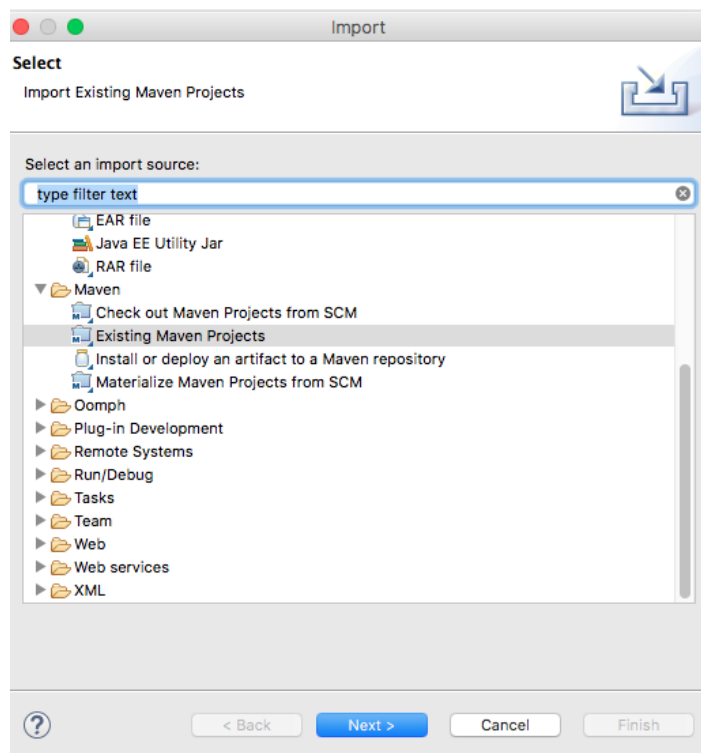 Import
Select
Import Existing Maven Projects
Select an import source:
type filter text
EAR file
Java EE Utility Jar
RAR file
Maven
Check out Maven Projects from SCM
Existing Maven Projects
Install or deploy an artifact to a Maven repository
Materialize Maven Projects from SCM
Oomph
Plug-in Development
Remote Systems
Run/Debug
Tasks
Team
Web
Web services
XML
? < Back Next > Cancel Finish